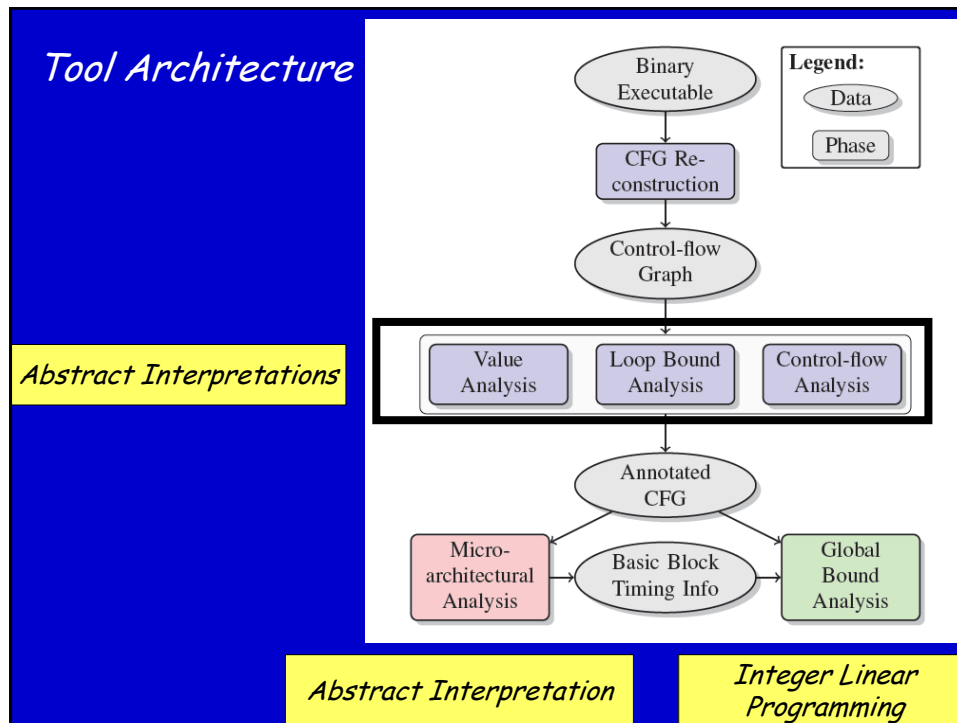 Tool Architecture
Binary
Executable
Legend:
Data
Phase
CFG Re-
construction
Control-flow
Graph
Abstract Interpretations
Value
Analysis
Loop Bound
Analysis
Control-flow
Analysis
Annotated
CFG
Micro-
architectural
Analysis
Basic Block
Timing Info
Global
Bound
Analysis
Abstract Interpretation
Integer Linear
Programming